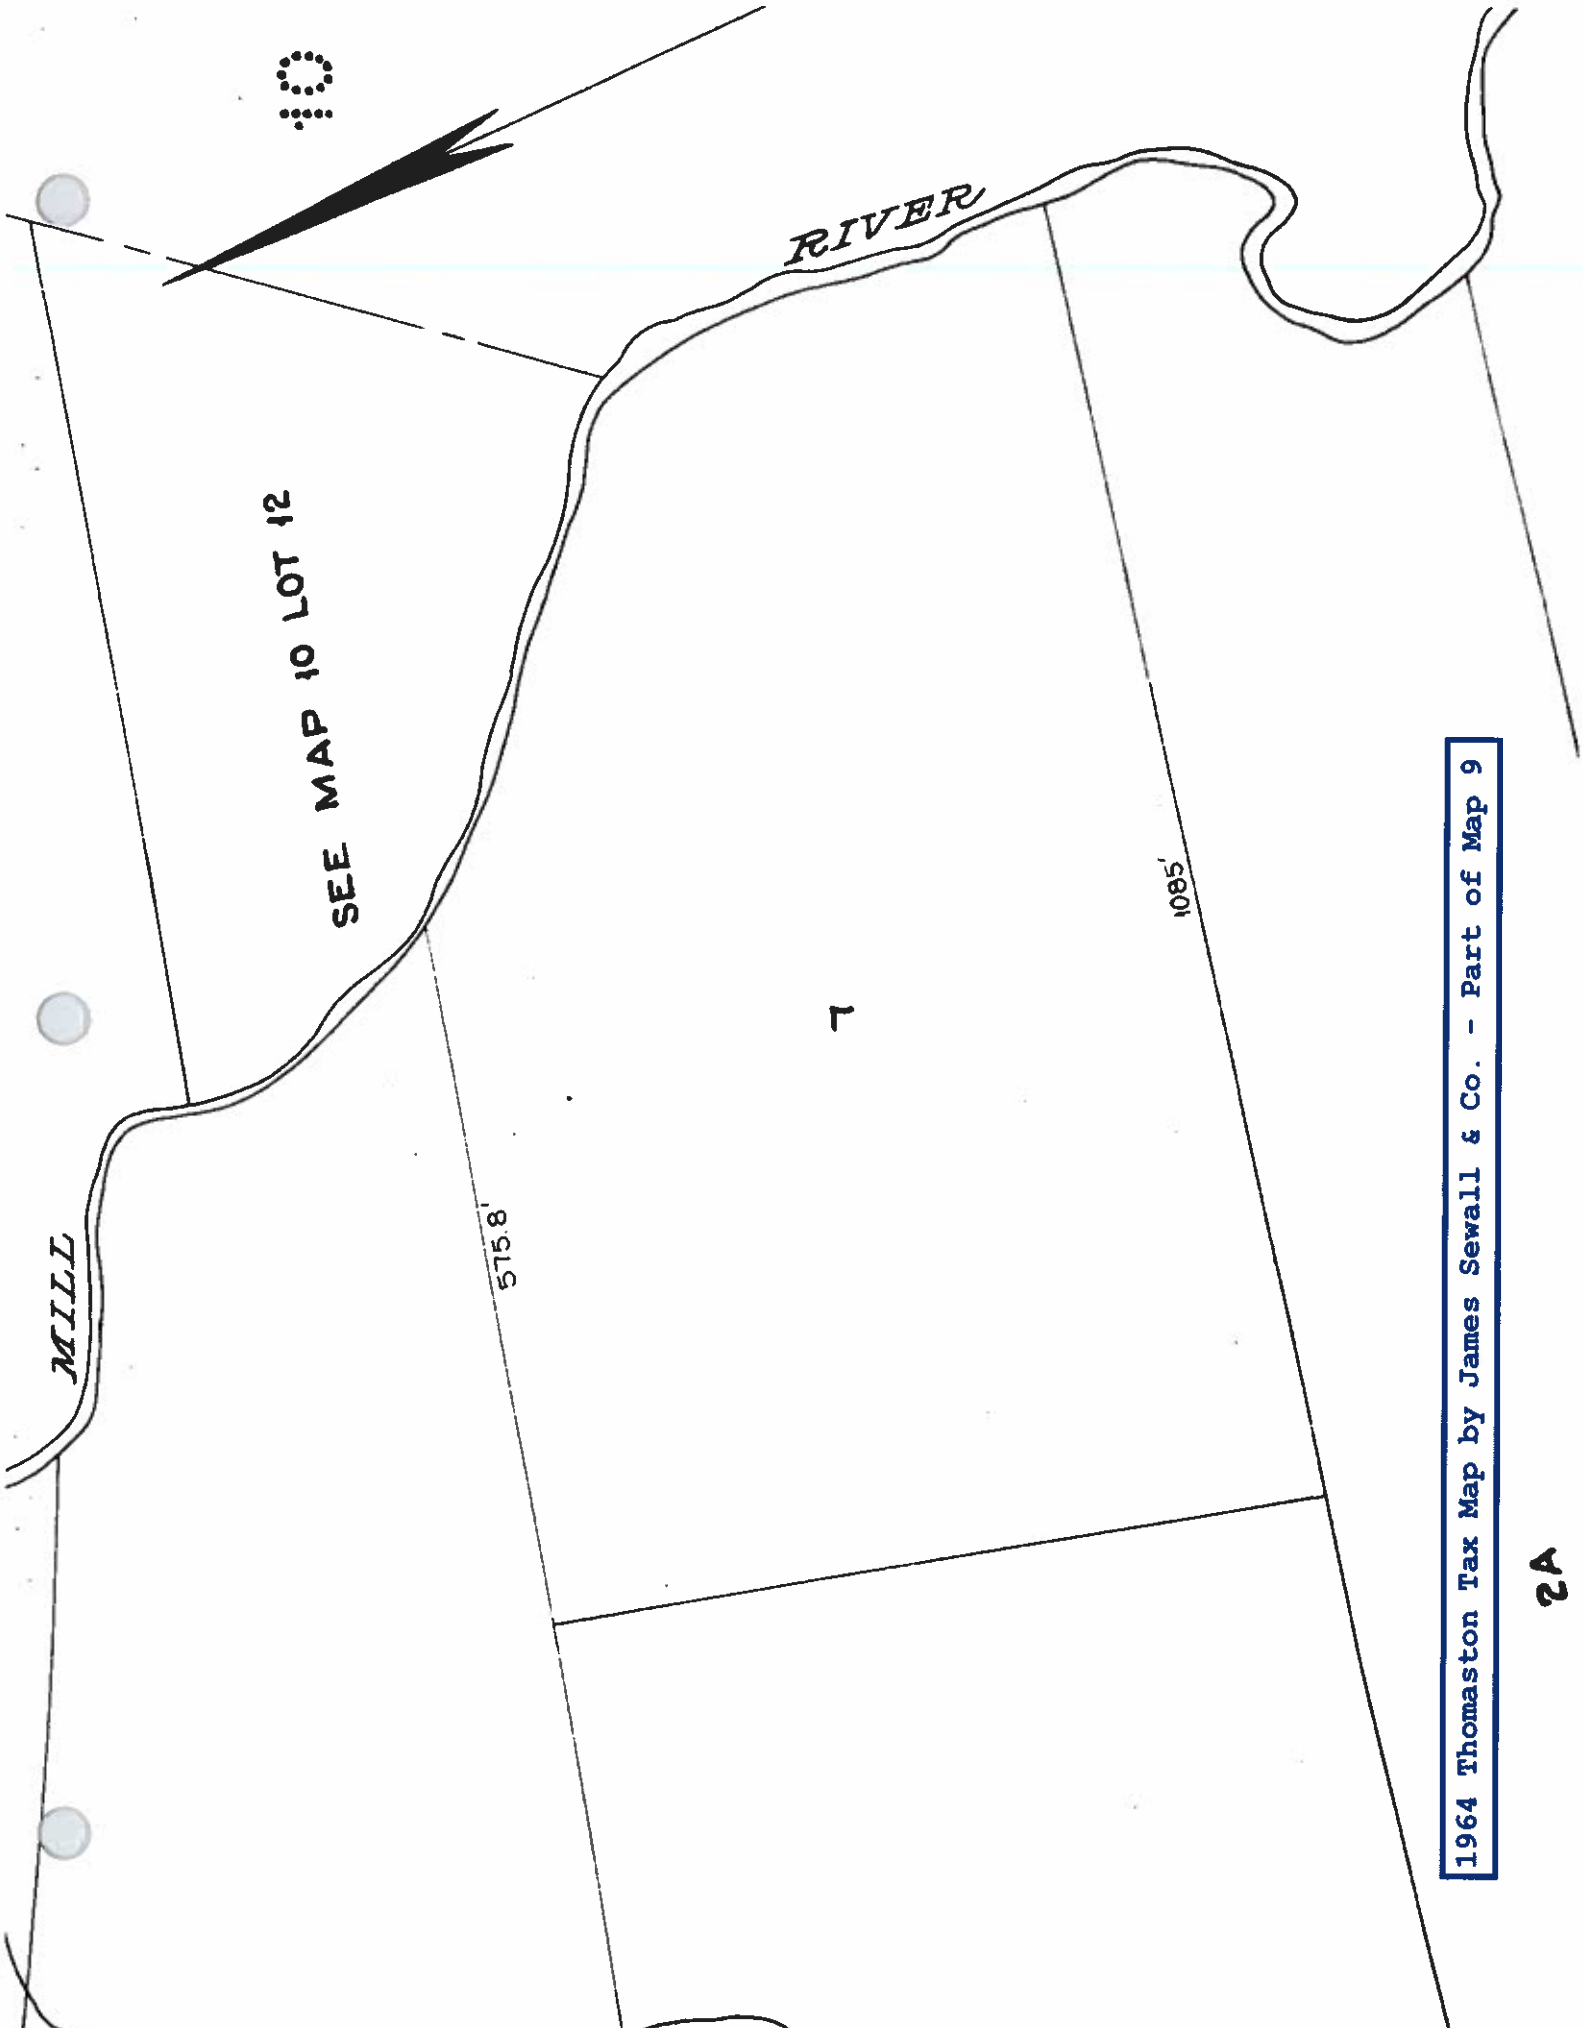 MILL
RIVER
10
SEE MAP 10 LOT 12
575.8'
7
1085'
1964 Thomaston Tax Map by James Sewall & Co. - Part of Map 9
2A